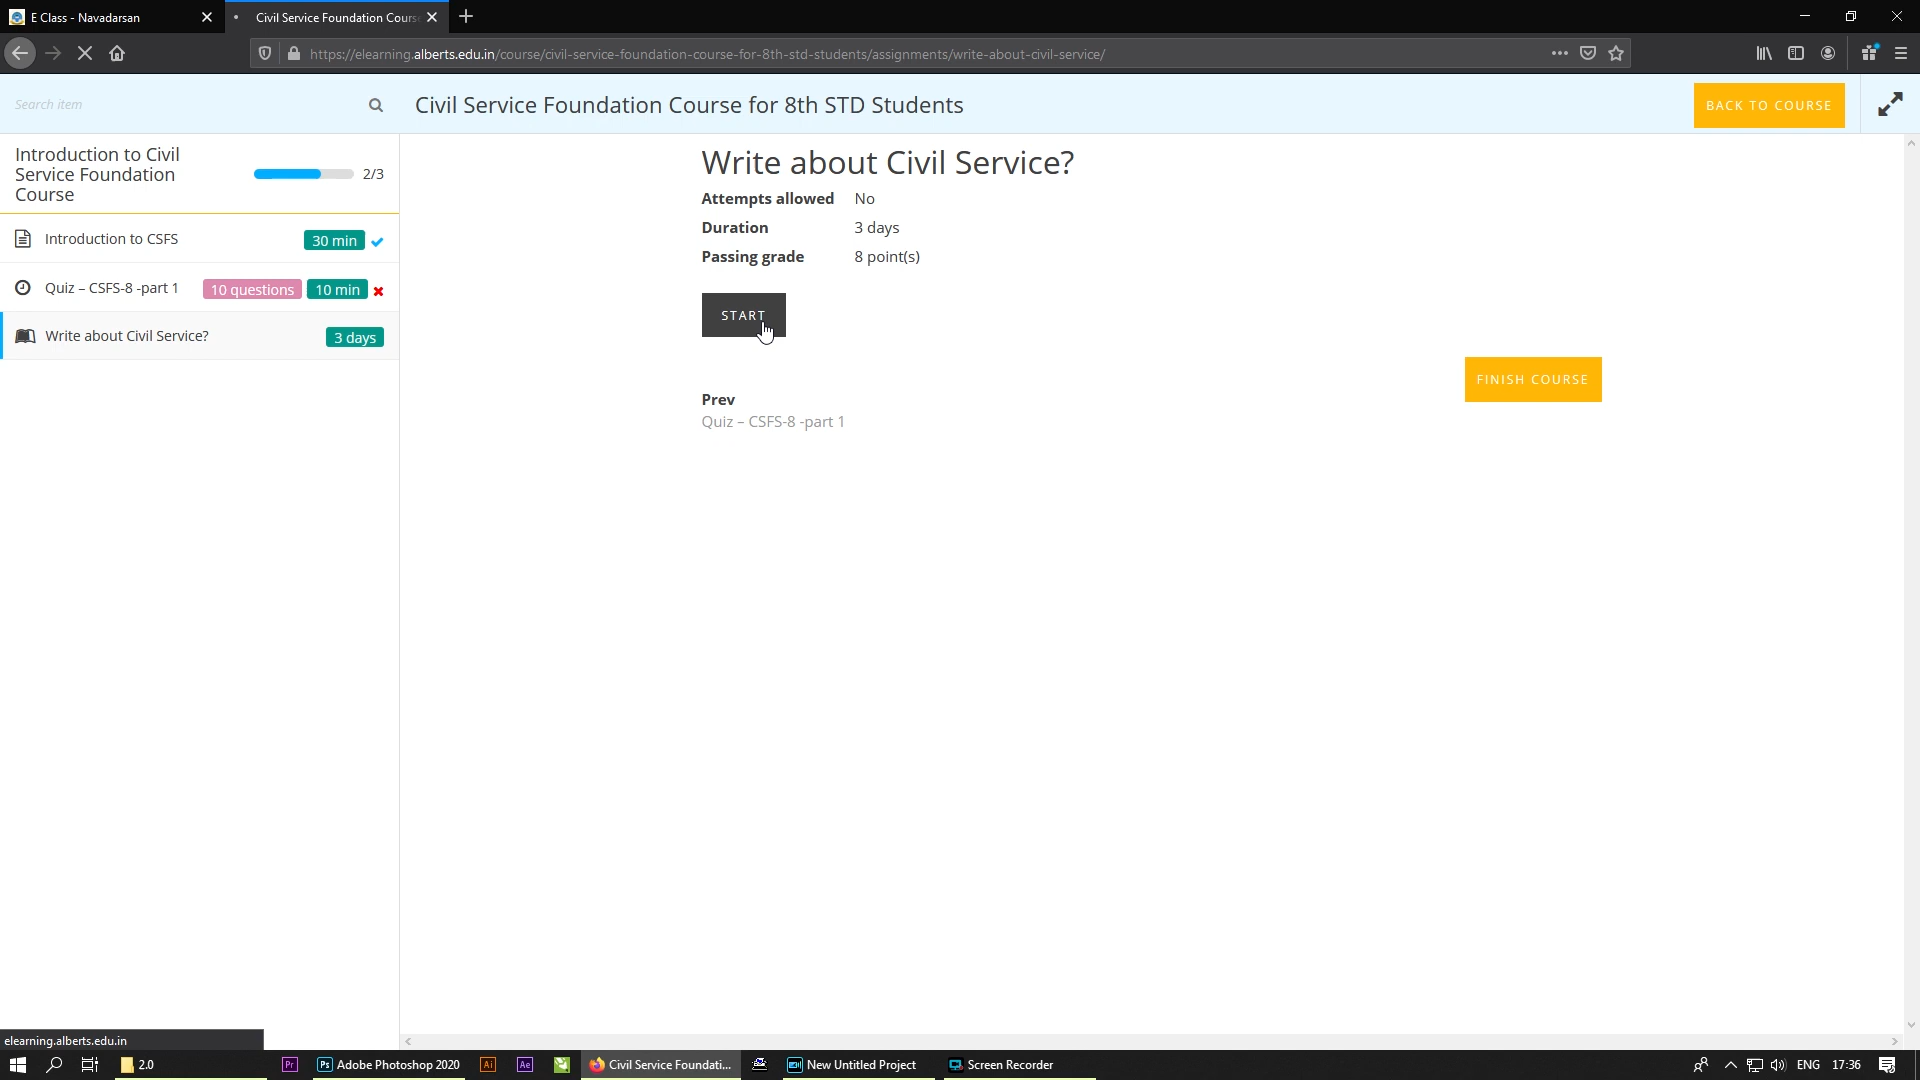 E Class - Navadarsan
Civil Service Foundation Cours
https://elearning.alberts.edu.in/course/civil-service-foundation-course-for-8th-std-students/assignments/write-about-civil-service/
Search item
Civil Service Foundation Course for 8th STD Students
BACK TO COURSE
Introduction to Civil
Service Foundation
Course
2/3
Introduction to CSFS
30 min
Quiz – CSFS-8 -part 1
10 questions
10 min
Write about Civil Service?
3 days
Write about Civil Service?
Attempts allowed No
Duration 3 days
Passing grade 8 point(s)
START
FINISH COURSE
Prev
Quiz – CSFS-8 -part 1
elearning.alberts.edu.in
2.0
Pr
Ps
Adobe Photoshop 2020
Ai
Ae
Civil Service Foundati...
New Untitled Project
Screen Recorder
ENG
17:36